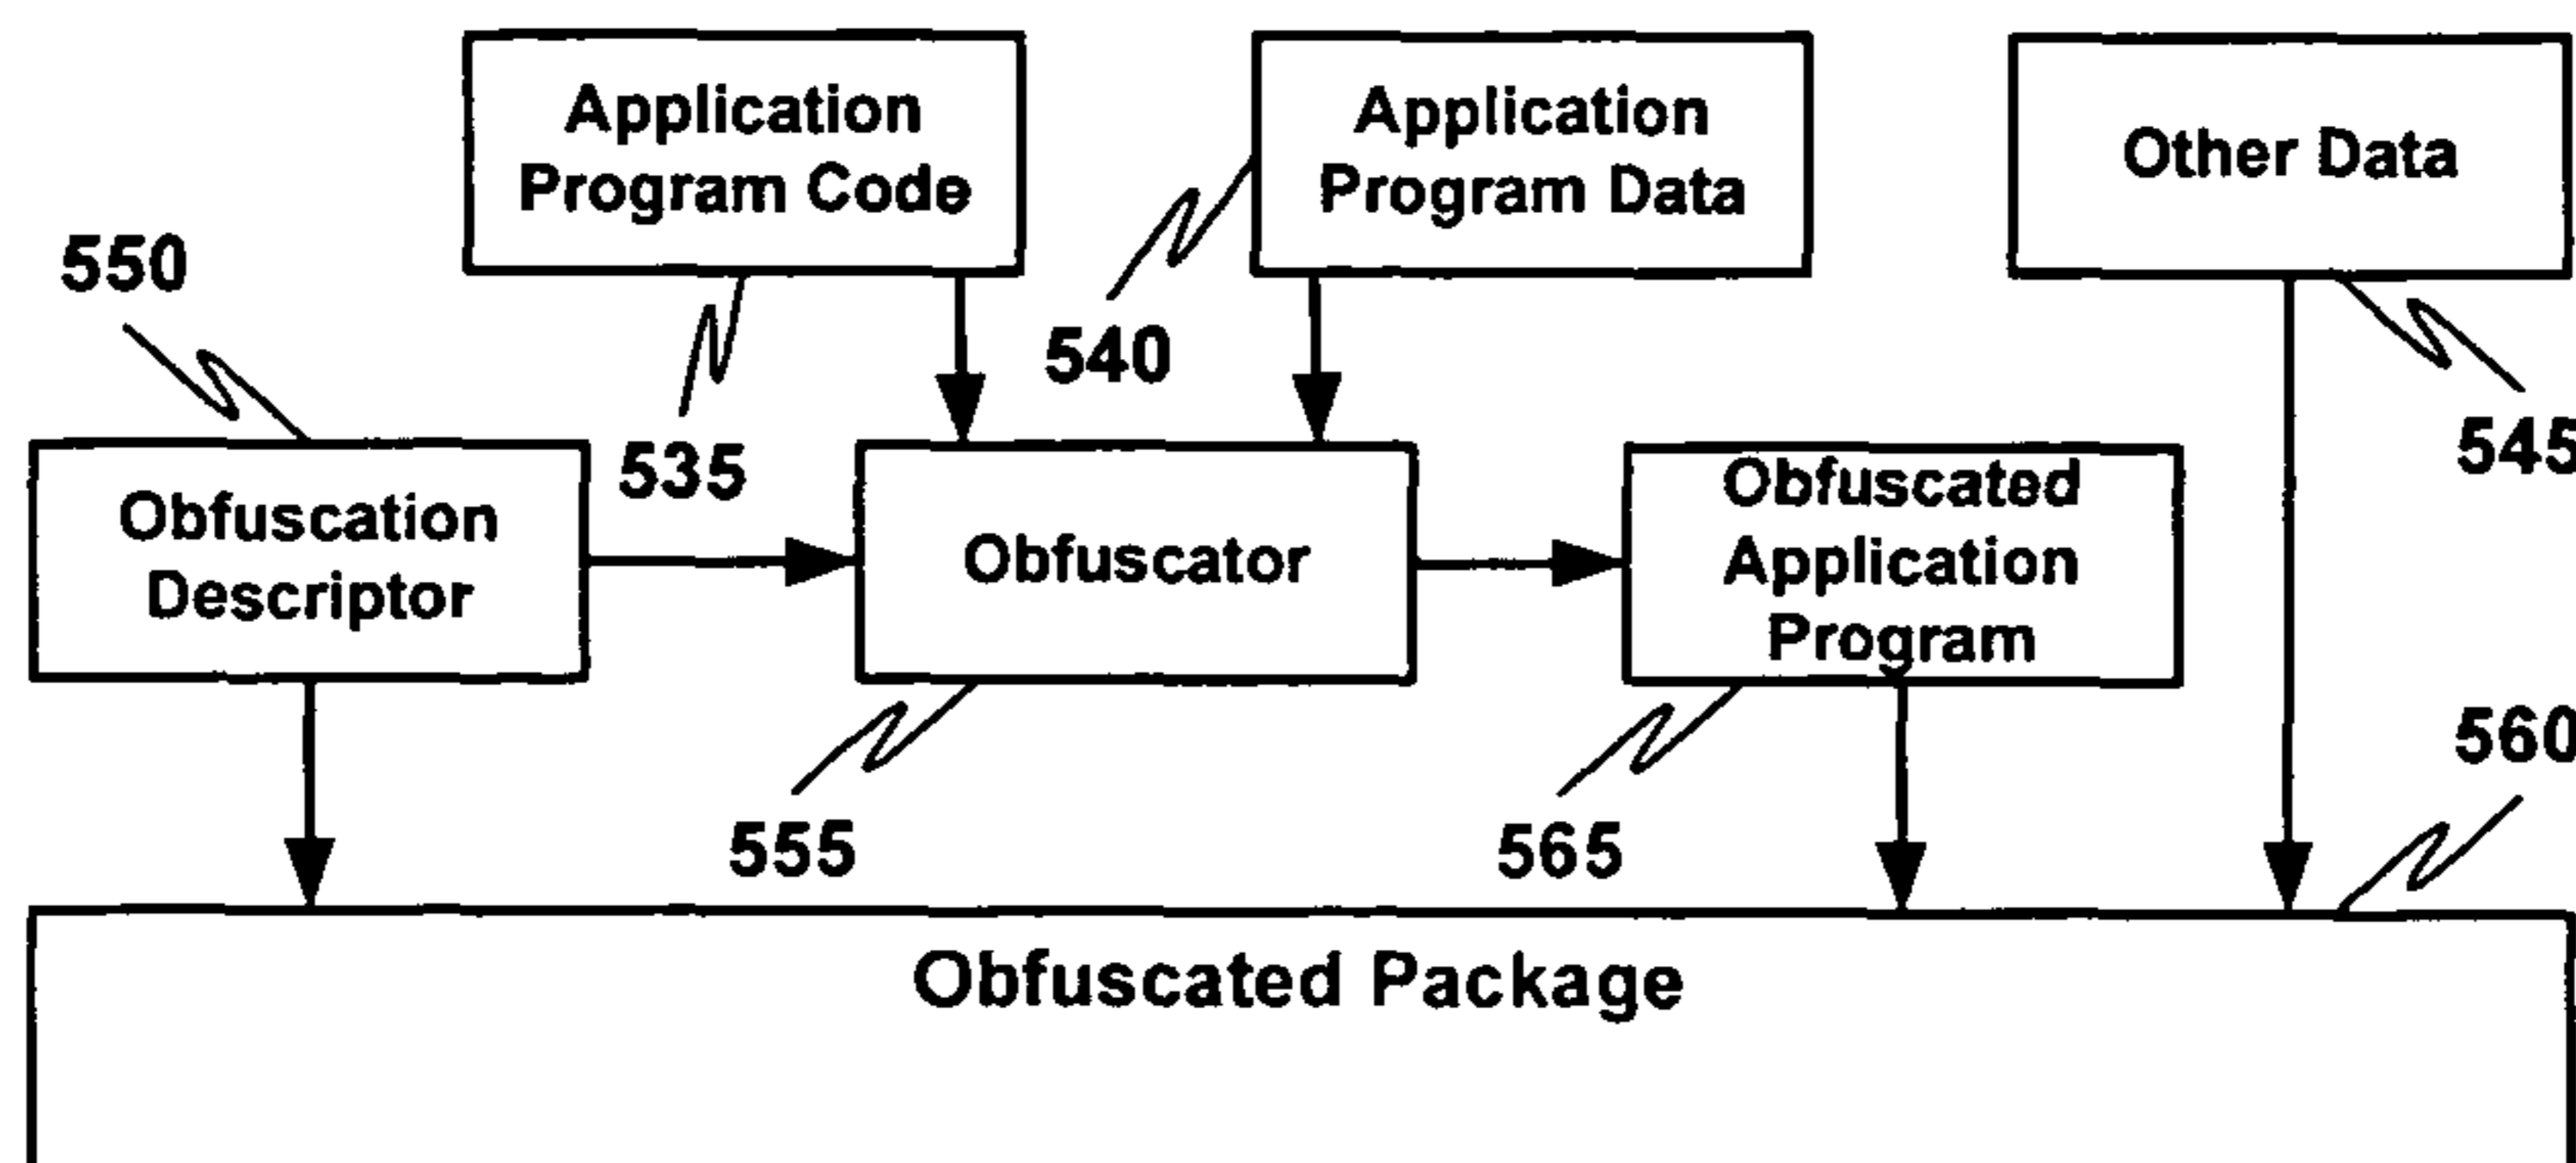 Application
Program Code
Application
Program Data
Other Data
550
540
535
545
Obfuscation
Descriptor
Obfuscator
Obfuscated
Application
Program
560
555
565
Obfuscated Package